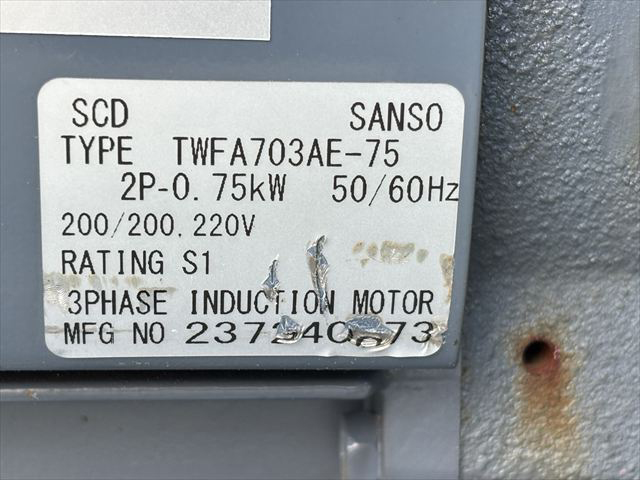 SCD SANSO
TYPE TWFA703AE-75
2P-0.75kW 50/60Hz
200/200.220V
RATING S1
3PHASE INDUCTION MOTOR
MFG NO